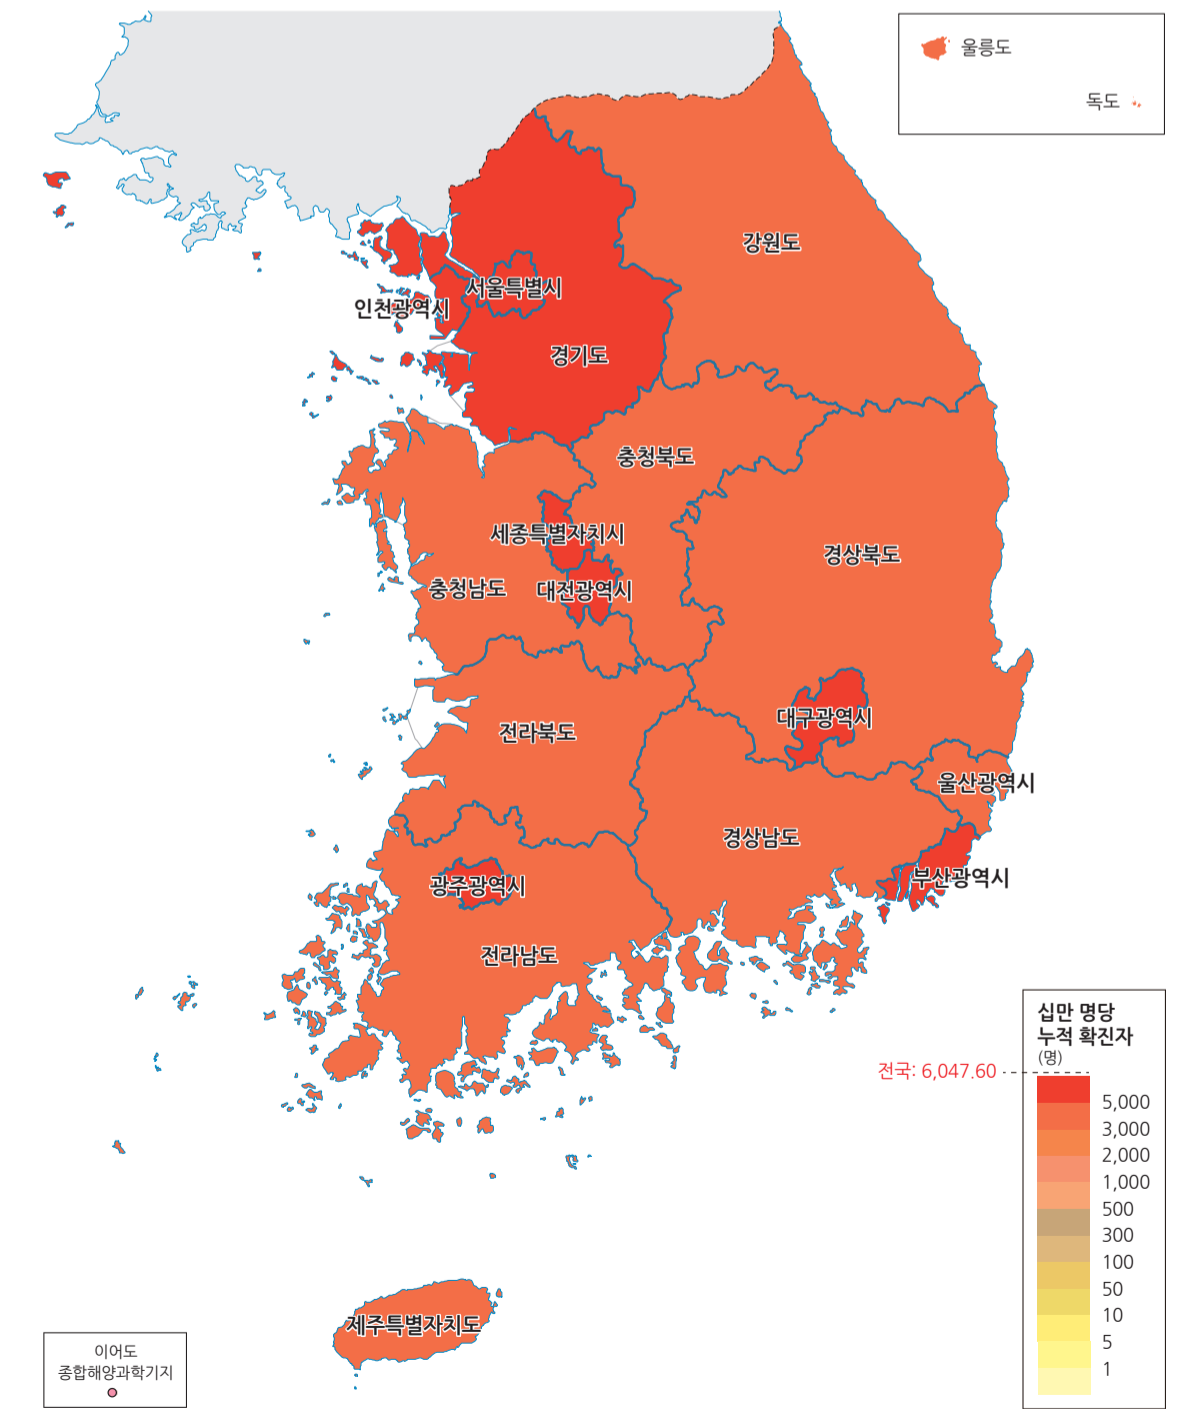 울릉도
독도
강원도
서울특별시
인천광역시
경기도
충청북도
세종특별자치시
경상북도
충청남도
대전광역시
대구광역시
전라북도
울산광역시
경상남도
부산광역시
광주광역시
전라남도
십만 명당
누적 확진자
(명)
전국: 6,047.60
5,000
3,000
2,000
1,000
500
300
100
50
10
5
1
제주특별자치도
이어도
종합해양과학기지